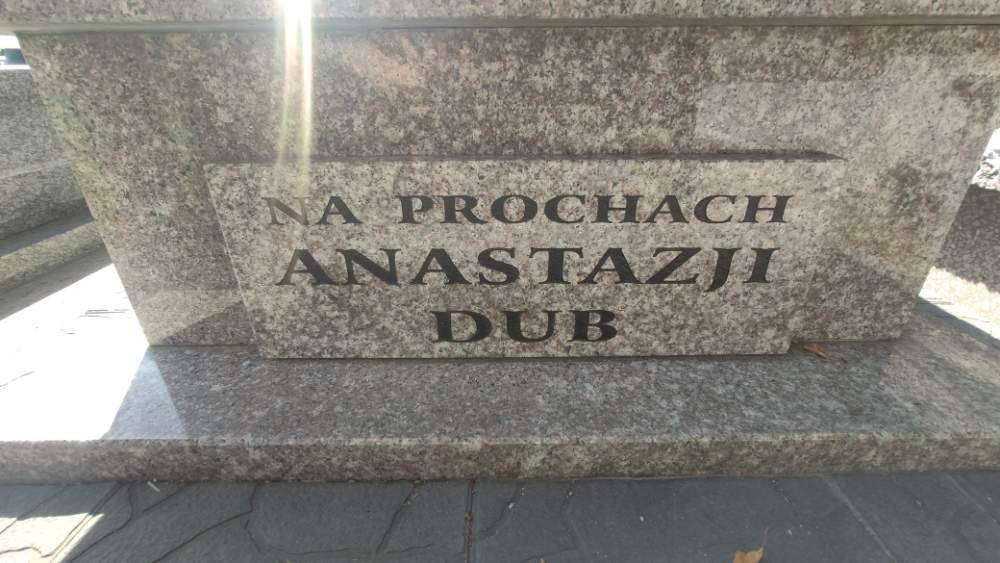 NA PROCHACH
ANASTAZJI
DUB